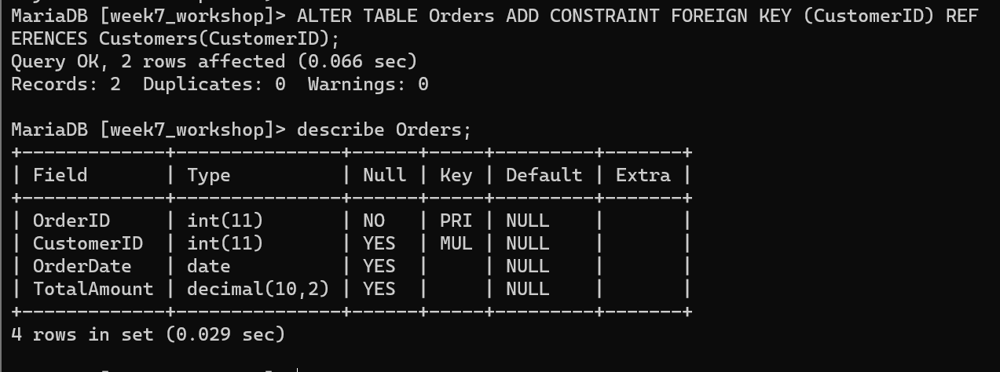 MariaDB [week7_workshop]> ALTER TABLE Orders ADD CONSTRAINT FOREIGN KEY (CustomerID) REF
ERENCES Customers(CustomerID);
Query OK, 2 rows affected (0.066 sec)
Records: 2  Duplicates: 0  Warnings: 0

MariaDB [week7_workshop]> describe Orders;
+-------------+---------------+------+-----+---------+-------+
| Field       | Type          | Null | Key | Default | Extra |
+-------------+---------------+------+-----+---------+-------+
| OrderID     | int(11)       | NO   | PRI | NULL    |       |
| CustomerID  | int(11)       | YES  | MUL | NULL    |       |
| OrderDate   | date          | YES  |     | NULL    |       |
| TotalAmount | decimal(10,2) | YES  |     | NULL    |       |
+-------------+---------------+------+-----+---------+-------+
4 rows in set (0.029 sec)